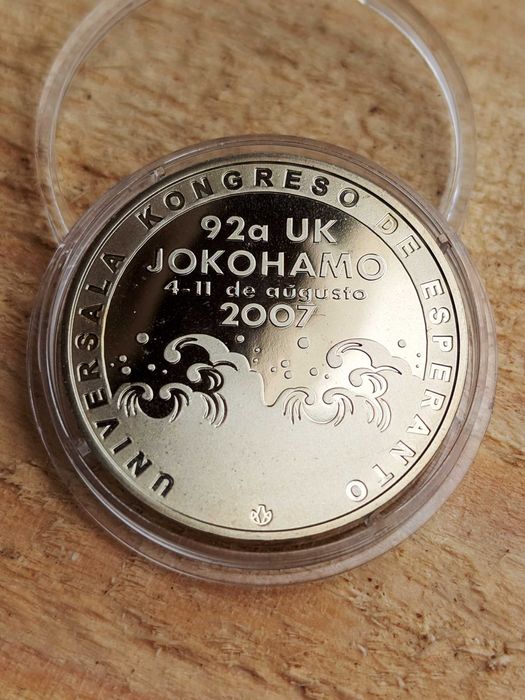 UNIVERSALA KONGRESO DE ESPERANTO
92a UK
JOKOHAMO
4-11 de aŭgusto
2007